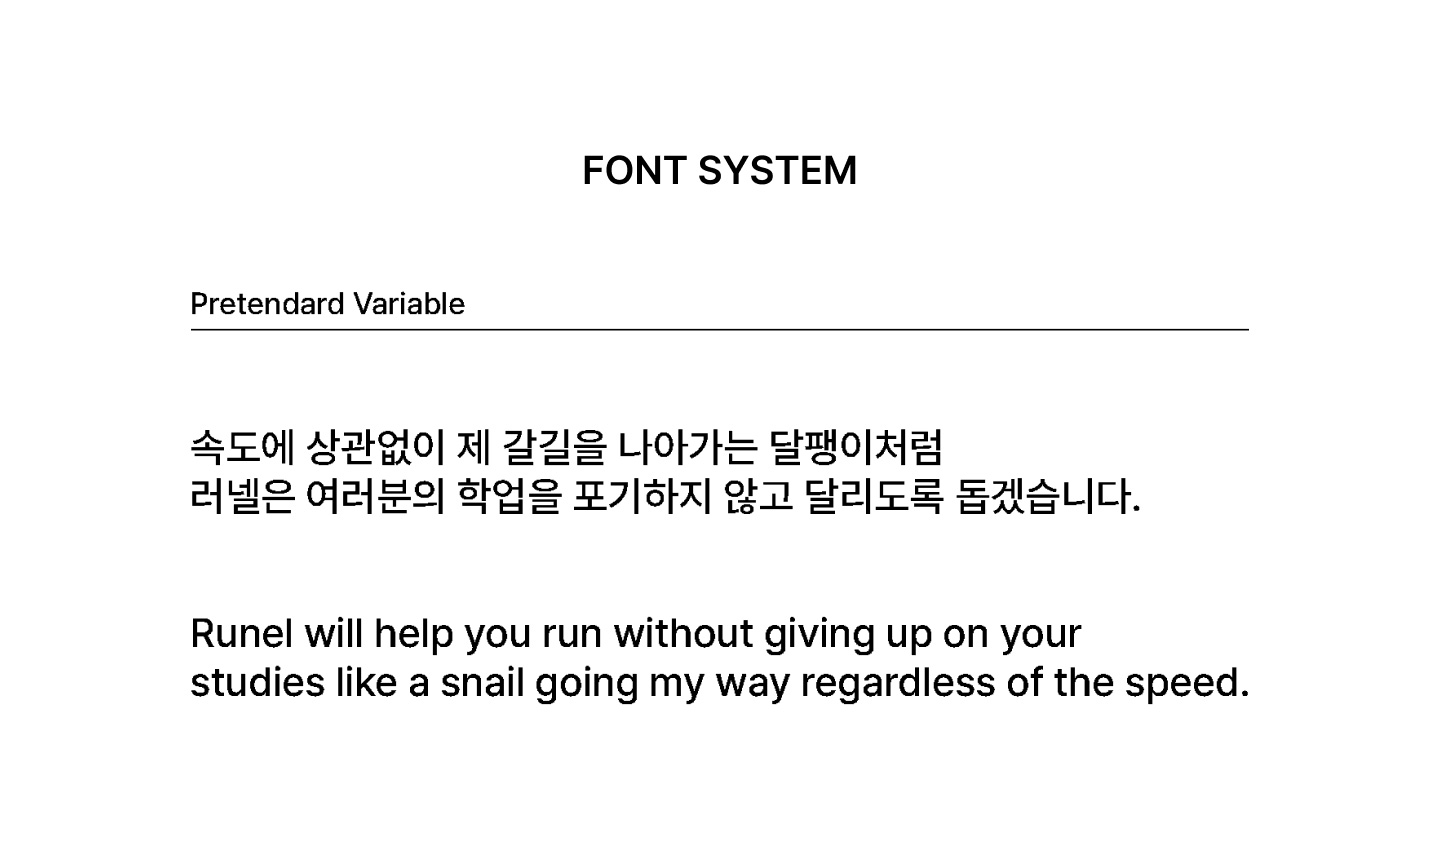 FONT SYSTEM
Pretendard Variable
속도에 상관없이 제 갈길을 나아가는 달팽이처럼
러넬은 여러분의 학업을 포기하지 않고 달리도록 돕겠습니다.
Runel will help you run without giving up on your
studies like a snail going my way regardless of the speed.